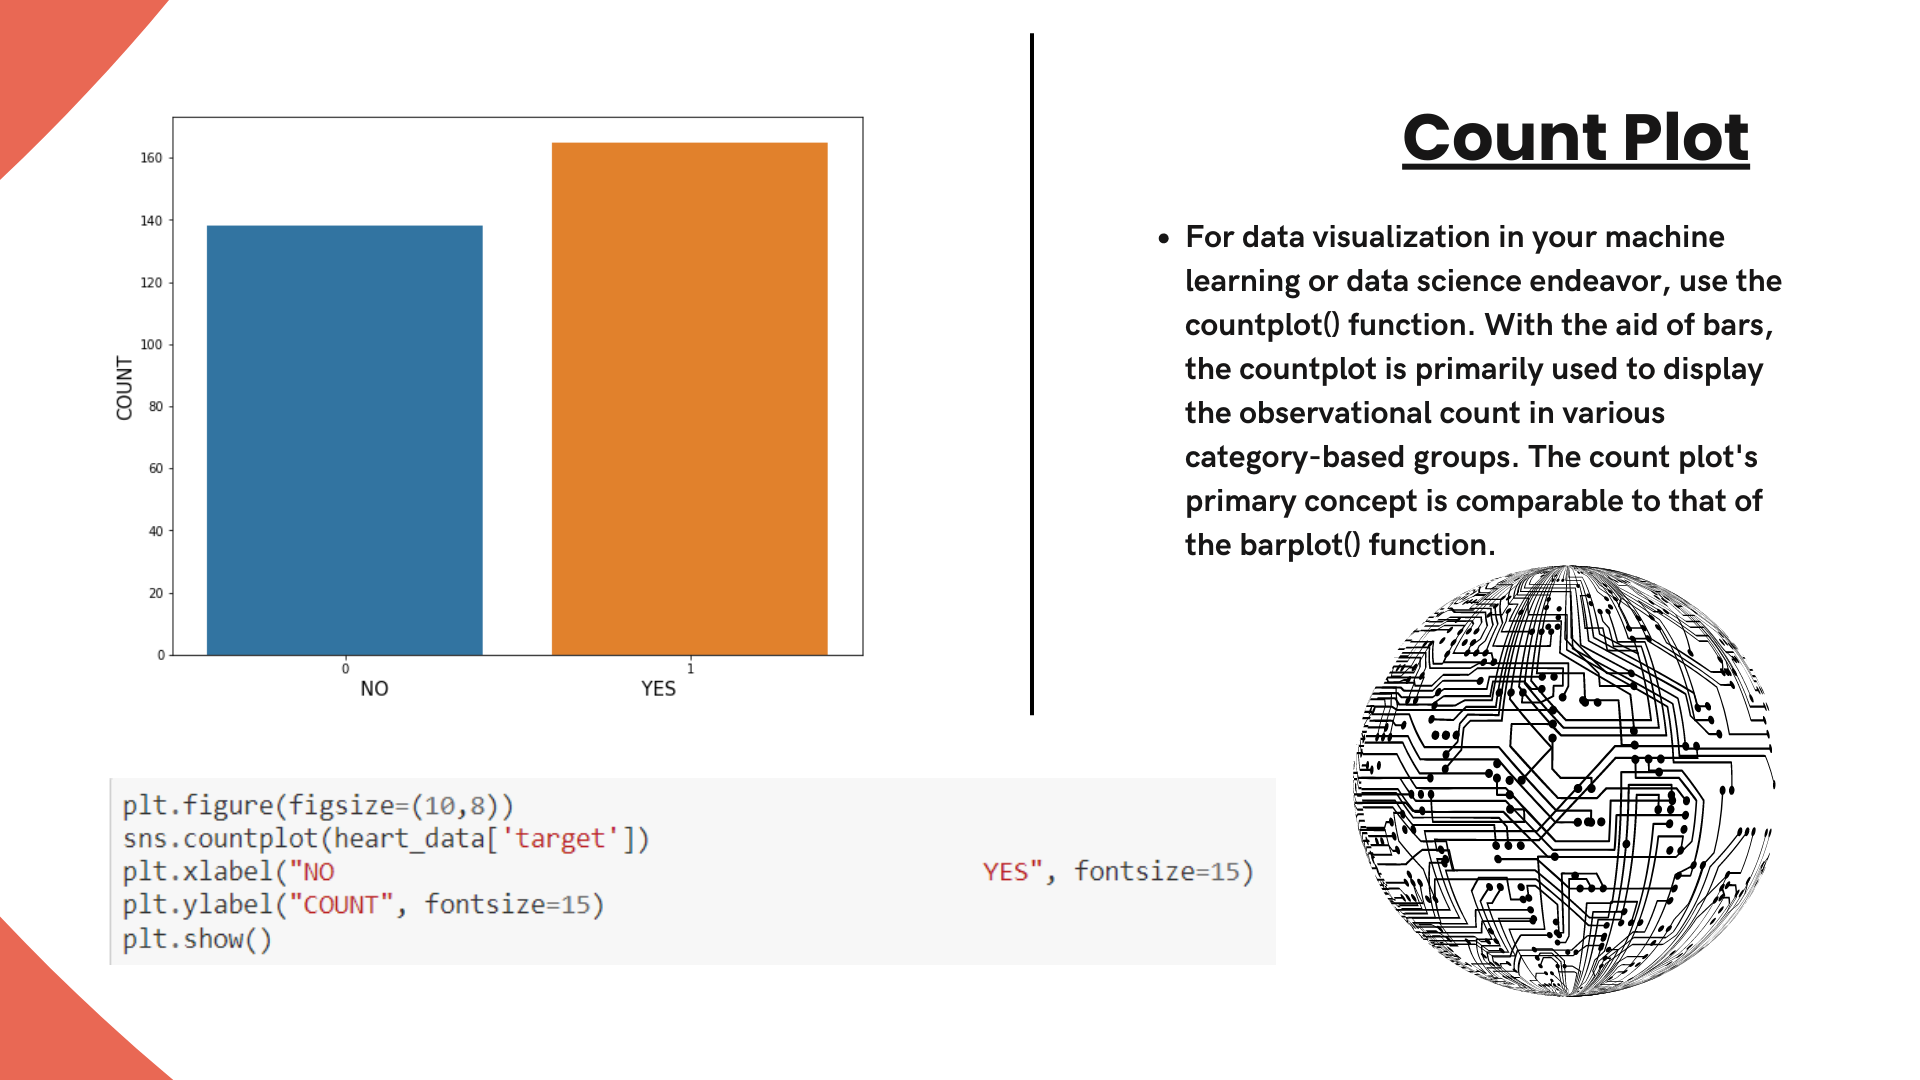 160
140
120
100
80
60
40
20
0
COUNT
0 1
NO YES
Count Plot
• For data visualization in your machine
learning or data science endeavor, use the
countplot() function. With the aid of bars,
the countplot is primarily used to display
the observational count in various
category-based groups. The count plot's
primary concept is comparable to that of
the barplot() function.
plt.figure(figsize=(10,8))
sns.countplot(heart_data['target'])
plt.xlabel("NO                                           YES", fontsize=15)
plt.ylabel("COUNT", fontsize=15)
plt.show()